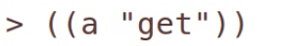 > ((a "get"))